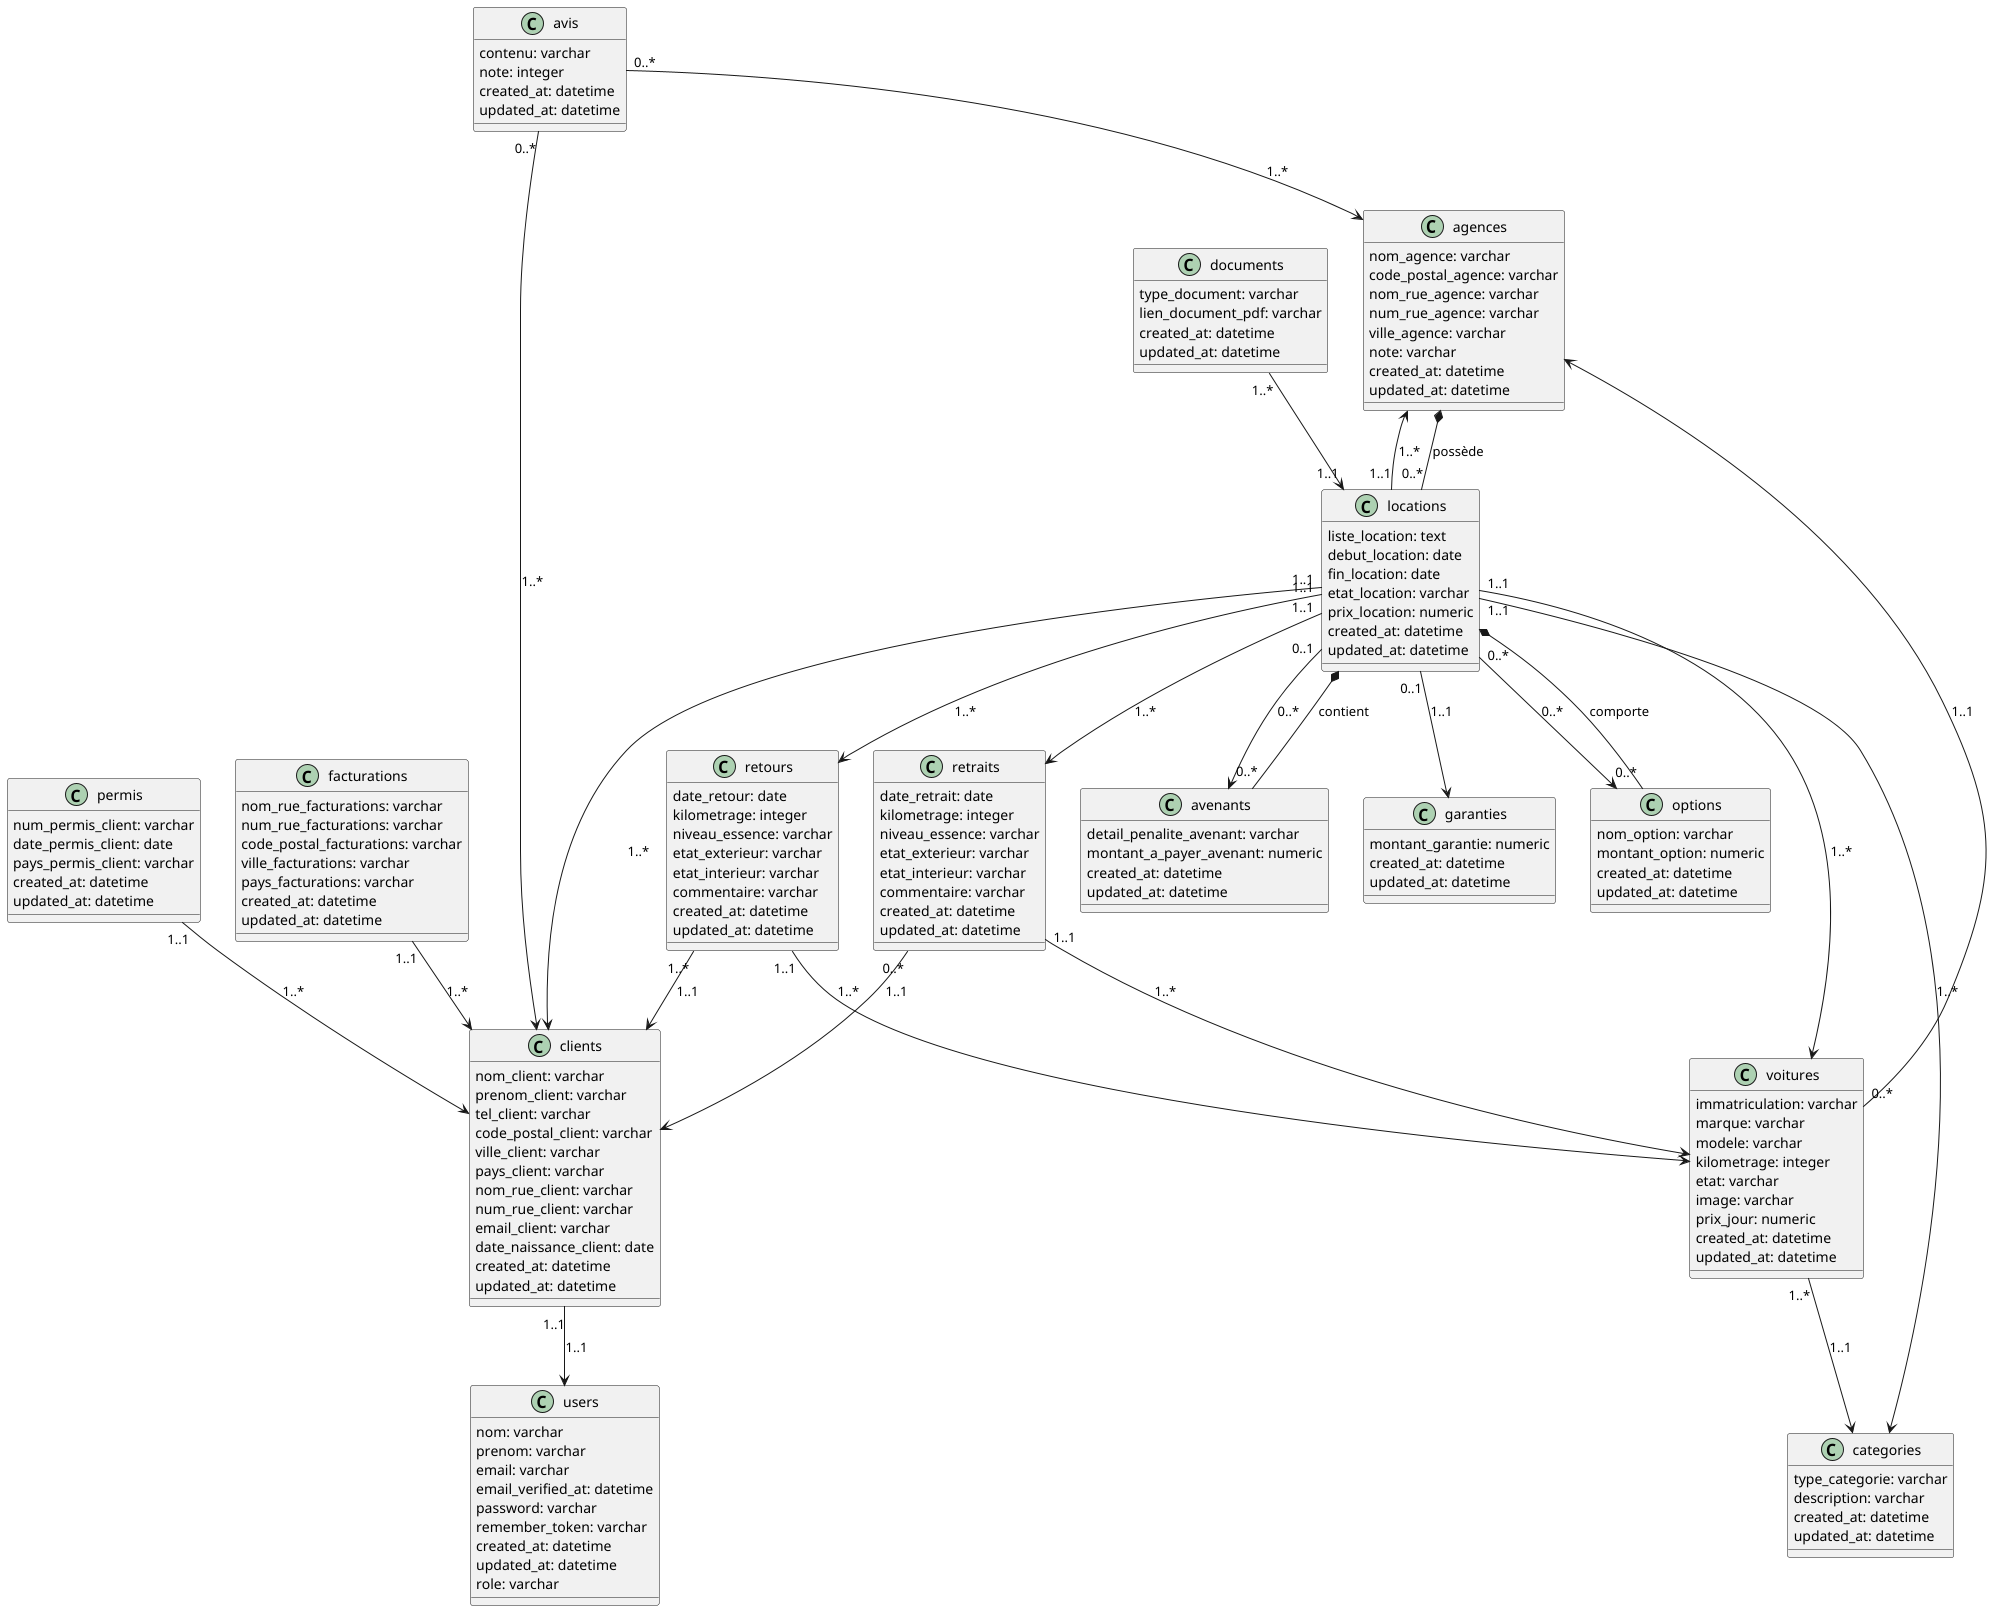 C avis
contenu: varchar
note: integer
created_at: datetime
updated_at: datetime
0..*
0..*
1..*
C agences
nom_agence: varchar
code_postal_agence: varchar
nom_rue_agence: varchar
num_rue_agence: varchar
ville_agence: varchar
note: varchar
created_at: datetime
updated_at: datetime
C documents
type_document: varchar
lien_document_pdf: varchar
created_at: datetime
updated_at: datetime
1..*
1..*
possède
1..1
1..1
0..*
C locations
liste_location: text
debut_location: date
fin_location: date
etat_location: varchar
prix_location: numeric
created_at: datetime
updated_at: datetime
1..*
1..1
1..1
1..1
0..1
1..1
1..1
0..*
0..1
1..*
1..*
0..*
contient
1..1
0..*
comporte
1..1
0..*
0..*
1..*
1..*
C permis
num_permis_client: varchar
date_permis_client: date
pays_permis_client: varchar
created_at: datetime
updated_at: datetime
1..1
1..*
C facturations
nom_rue_facturations: varchar
num_rue_facturations: varchar
code_postal_facturations: varchar
ville_facturations: varchar
pays_facturations: varchar
created_at: datetime
updated_at: datetime
1..1
1..*
C retours
date_retour: date
kilometrage: integer
niveau_essence: varchar
etat_exterieur: varchar
etat_interieur: varchar
commentaire: varchar
created_at: datetime
updated_at: datetime
1..*
1..1
1..1
1..*
C retraits
date_retrait: date
kilometrage: integer
niveau_essence: varchar
etat_exterieur: varchar
etat_interieur: varchar
commentaire: varchar
created_at: datetime
updated_at: datetime
0..*
1..1
1..1
1..*
C avenants
detail_penalite_avenant: varchar
montant_a_payer_avenant: numeric
created_at: datetime
updated_at: datetime
C garanties
montant_garantie: numeric
created_at: datetime
updated_at: datetime
C options
nom_option: varchar
montant_option: numeric
created_at: datetime
updated_at: datetime
1..*
C clients
nom_client: varchar
prenom_client: varchar
tel_client: varchar
code_postal_client: varchar
ville_client: varchar
pays_client: varchar
nom_rue_client: varchar
num_rue_client: varchar
email_client: varchar
date_naissance_client: date
created_at: datetime
updated_at: datetime
1..1
1..1
C voitures
immatriculation: varchar
marque: varchar
modele: varchar
kilometrage: integer
etat: varchar
image: varchar
prix_jour: numeric
created_at: datetime
updated_at: datetime
0..*
1..*
1..1
C users
nom: varchar
prenom: varchar
email: varchar
email_verified_at: datetime
password: varchar
remember_token: varchar
created_at: datetime
updated_at: datetime
role: varchar
C categories
type_categorie: varchar
description: varchar
created_at: datetime
updated_at: datetime